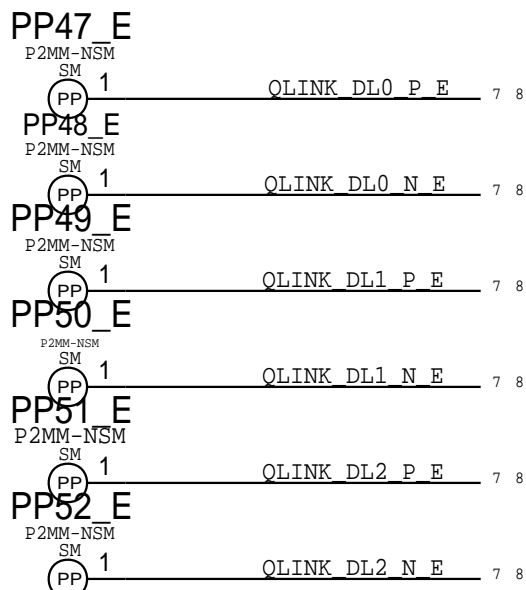 PP47_E
P2MM-NSM
SM
PP 1 QLINK_DL0_P_E 7 8
PP48_E
P2MM-NSM
SM
PP 1 QLINK_DL0_N_E 7 8
PP49_E
P2MM-NSM
SM
PP 1 QLINK_DL1_P_E 7 8
PP50_E
P2MM-NSM
SM
PP 1 QLINK_DL1_N_E 7 8
PP51_E
P2MM-NSM
SM
PP 1 QLINK_DL2_P_E 7 8
PP52_E
P2MM-NSM
SM
PP 1 QLINK_DL2_N_E 7 8